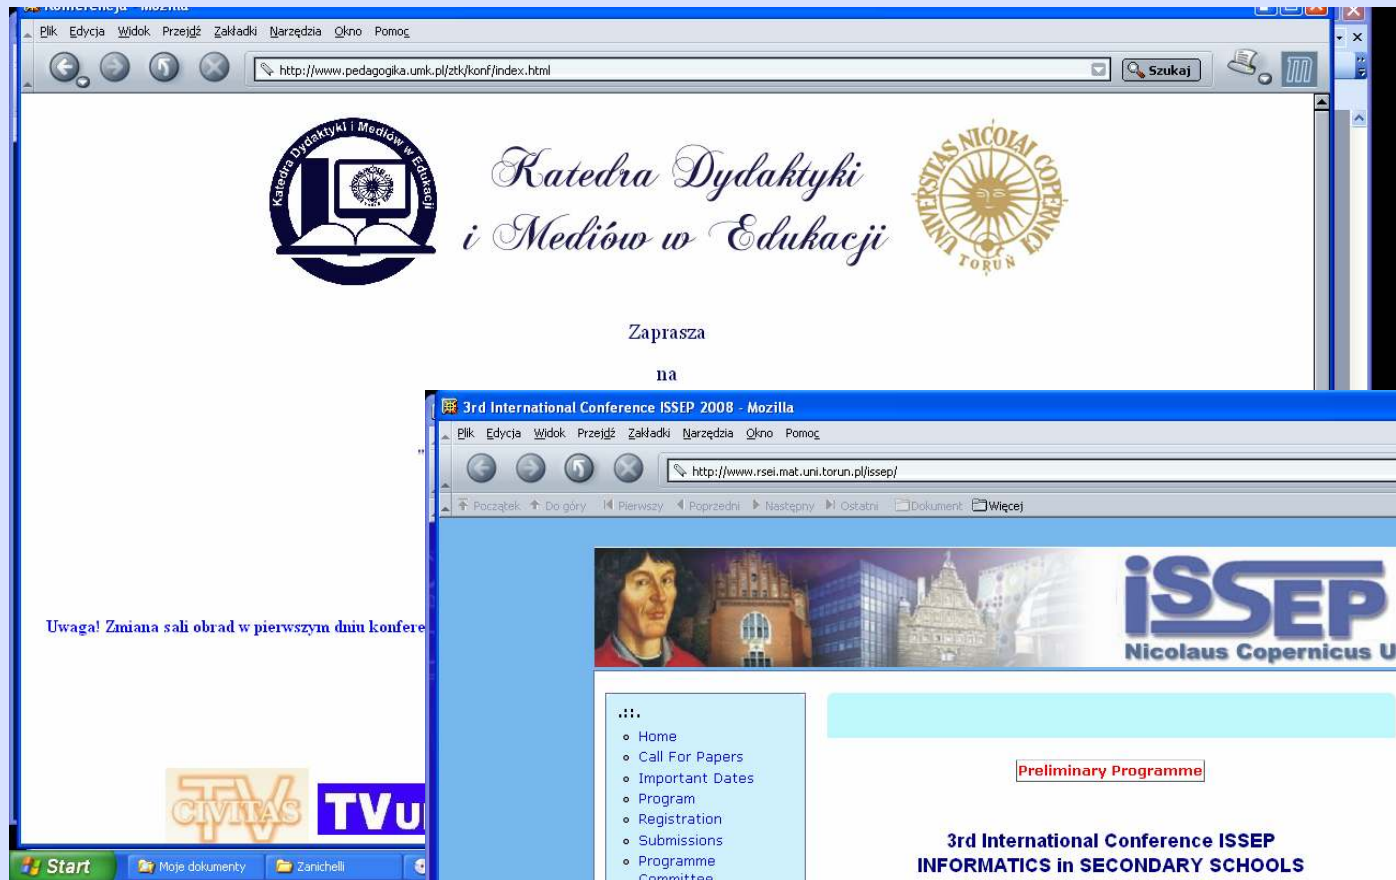 Konferencja - Mozilla
Plik Edycja Widok Przejdź Zakładki Narzędzia Okno Pomoc
http://www.pedagogika.umk.pl/ztk/konf/index.html
Szukaj
Katedra Dydaktyki i Mediów w Edukacji
Katedra Dydaktyki
i Mediów w Edukacji
UNIVERSITAS NICOLAI COPERNICI
TORUŃ
Zaprasza
na
Uwaga! Zmiana sali obrad w pierwszym dniu konfere
TV
CIVITAS
TVu
Start
Moje dokumenty
Zanichelli
3rd International Conference ISSEP 2008 - Mozilla
Plik Edycja Widok Przejdź Zakładki Narzędzia Okno Pomoc
http://www.rsei.mat.uni.torun.pl/issep/
Początek Do góry Pierwszy Poprzedni Następny Ostatni Dokument Więcej
iSSEP
Nicolaus Copernicus U
.::.
Home
Call For Papers
Important Dates
Program
Registration
Submissions
Programme
Committee
Preliminary Programme
3rd International Conference ISSEP
INFORMATICS in SECONDARY SCHOOLS